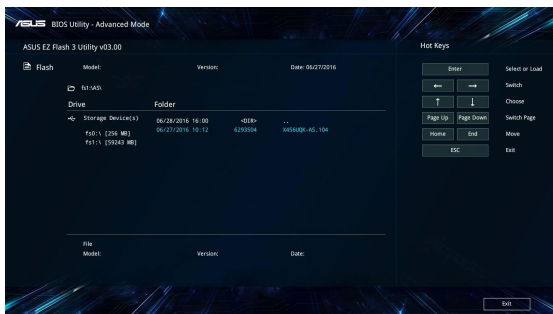 ASUS BIOS Utility - Advanced Mode
ASUS EZ Flash 3 Utility v03.00
Hot Keys
Flash Model: Version: Date: 06/27/2016
Enter Select or Load
fs1:\AS\
← → Switch
Drive Folder
↑ ↓ Choose
Storage Device(s) 06/28/2016 16:00 <DIR> ..
Page Up Page Down Switch Page
fs0:\ [256 MB] 06/27/2016 10:12 6293504 X456UQK-AS.104
Home End Move
fs1:\ [59243 MB]
ESC Exit
File
Model: Version: Date:
Exit